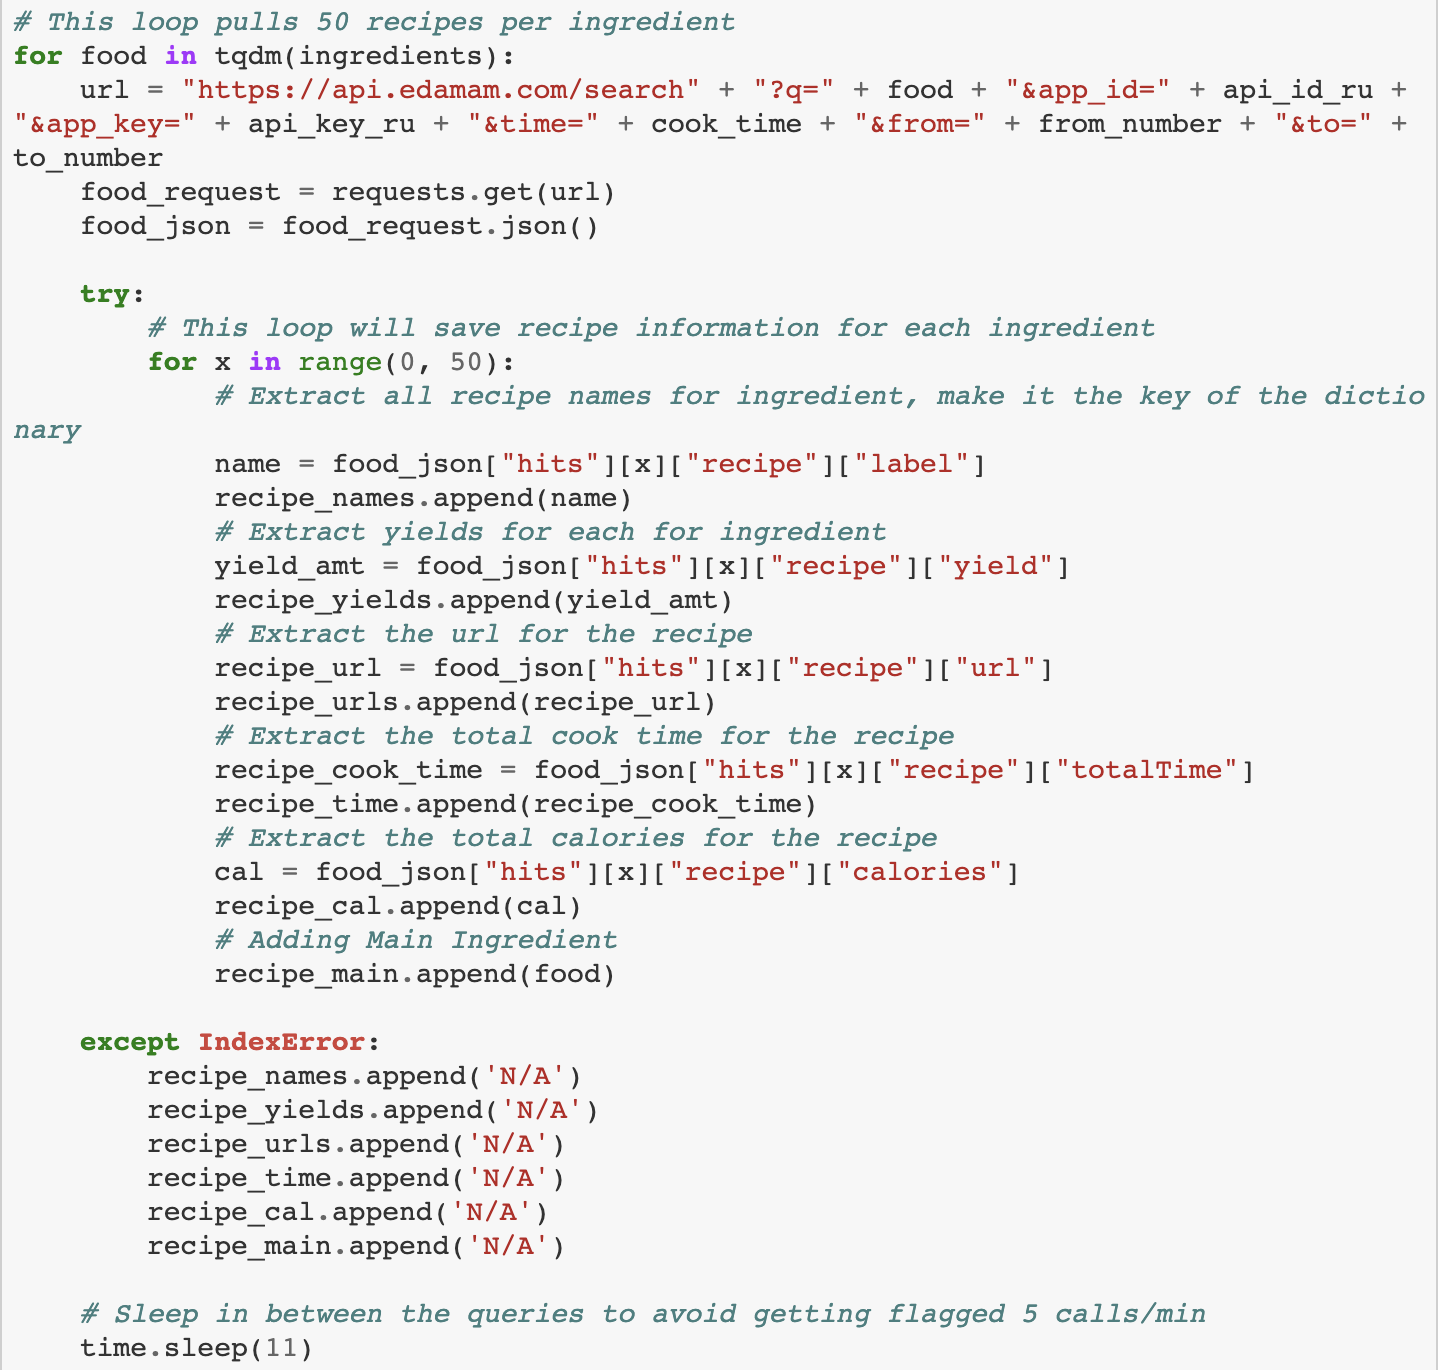 # This loop pulls 50 recipes per ingredient
for food in tqdm(ingredients):
    url = "https://api.edamam.com/search" + "?q=" + food + "&app_id=" + api_id_ru +
"&app_key=" + api_key_ru + "&time=" + cook_time + "&from=" + from_number + "&to=" +
to_number
    food_request = requests.get(url)
    food_json = food_request.json()

    try:
        # This loop will save recipe information for each ingredient
        for x in range(0, 50):
            # Extract all recipe names for ingredient, make it the key of the dictio
nary
            name = food_json["hits"][x]["recipe"]["label"]
            recipe_names.append(name)
            # Extract yields for each for ingredient
            yield_amt = food_json["hits"][x]["recipe"]["yield"]
            recipe_yields.append(yield_amt)
            # Extract the url for the recipe
            recipe_url = food_json["hits"][x]["recipe"]["url"]
            recipe_urls.append(recipe_url)
            # Extract the total cook time for the recipe
            recipe_cook_time = food_json["hits"][x]["recipe"]["totalTime"]
            recipe_time.append(recipe_cook_time)
            # Extract the total calories for the recipe
            cal = food_json["hits"][x]["recipe"]["calories"]
            recipe_cal.append(cal)
            # Adding Main Ingredient
            recipe_main.append(food)

    except IndexError:
        recipe_names.append('N/A')
        recipe_yields.append('N/A')
        recipe_urls.append('N/A')
        recipe_time.append('N/A')
        recipe_cal.append('N/A')
        recipe_main.append('N/A')

    # Sleep in between the queries to avoid getting flagged 5 calls/min
    time.sleep(11)